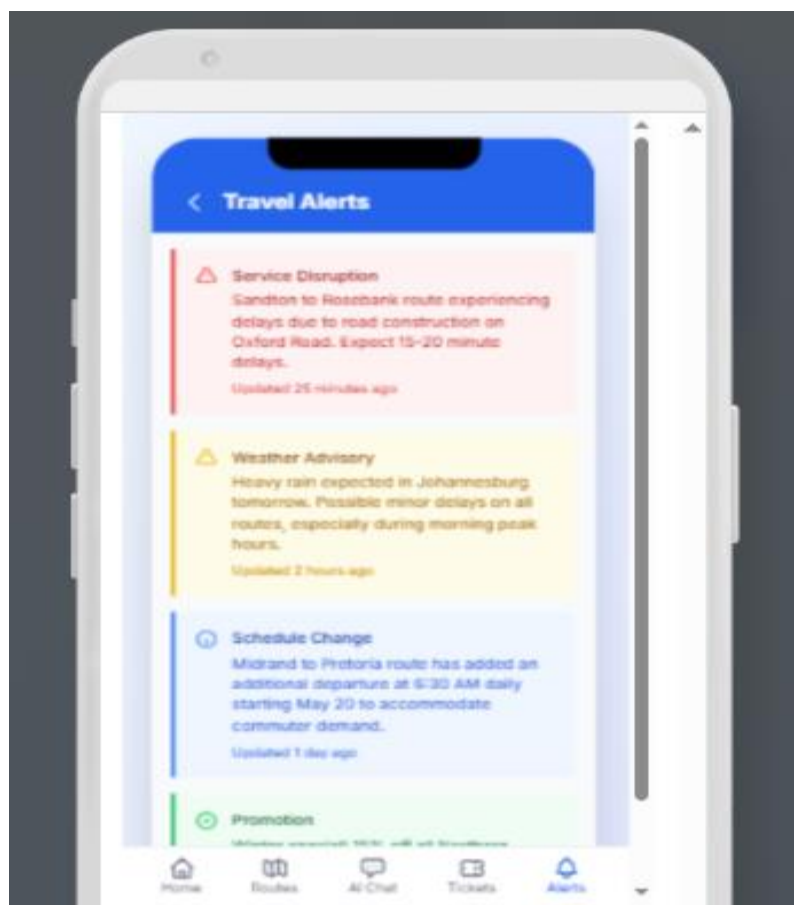 Travel Alerts
Service Disruption
Sandton to Rosebank route experiencing
delays due to road construction on
Oxford Road. Expect 15-20 minute
delays.
Updated 25 minutes ago
Weather Advisory
Heavy rain expected in Johannesburg
tomorrow. Possible minor delays on all
routes, especially during morning peak
hours.
Updated 2 hours ago
Schedule Change
Midrand to Pretoria route has added an
additional departure at 6:30 AM daily
starting May 20 to accommodate
commuter demand.
Updated 1 day ago
Promotion
Home
Routes
AI Chat
Tickets
Alerts